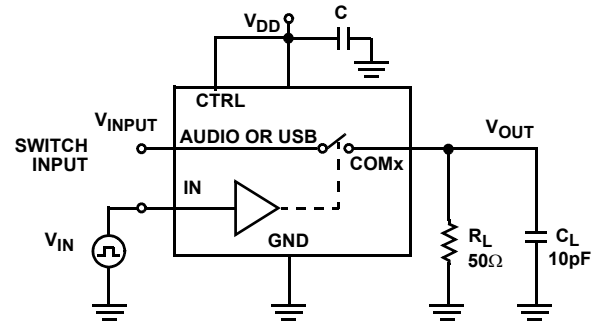 C
VDD
CTRL
VINPUT
AUDIO OR USB
VOUT
SWITCH
INPUT
COMx
IN
VIN
GND
RL
50Ω
CL
10pF